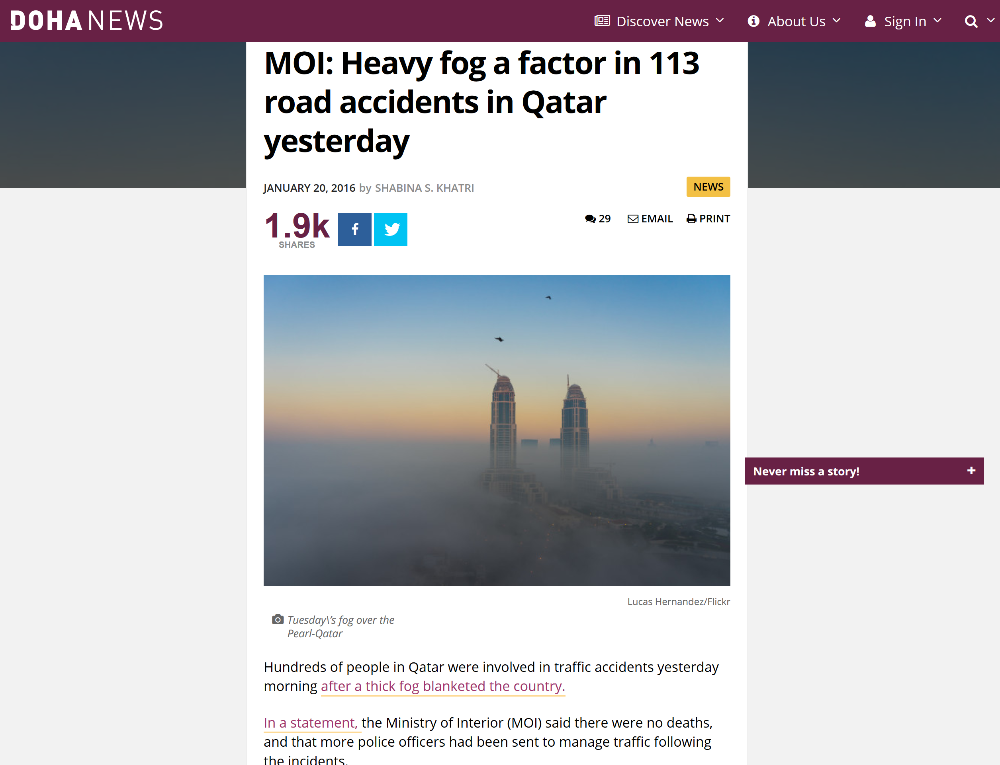 DOHA NEWS
Discover News
About Us
Sign In
MOI: Heavy fog a factor in 113
road accidents in Qatar
yesterday
JANUARY 20, 2016 by SHABINA S. KHATRI
NEWS
1.9k
SHARES
29
EMAIL
PRINT
Lucas Hernandez/Flickr
Tuesday\'s fog over the
Pearl-Qatar
Never miss a story!
Hundreds of people in Qatar were involved in traffic accidents yesterday
morning after a thick fog blanketed the country.
In a statement, the Ministry of Interior (MOI) said there were no deaths,
and that more police officers had been sent to manage traffic following
the incidents.